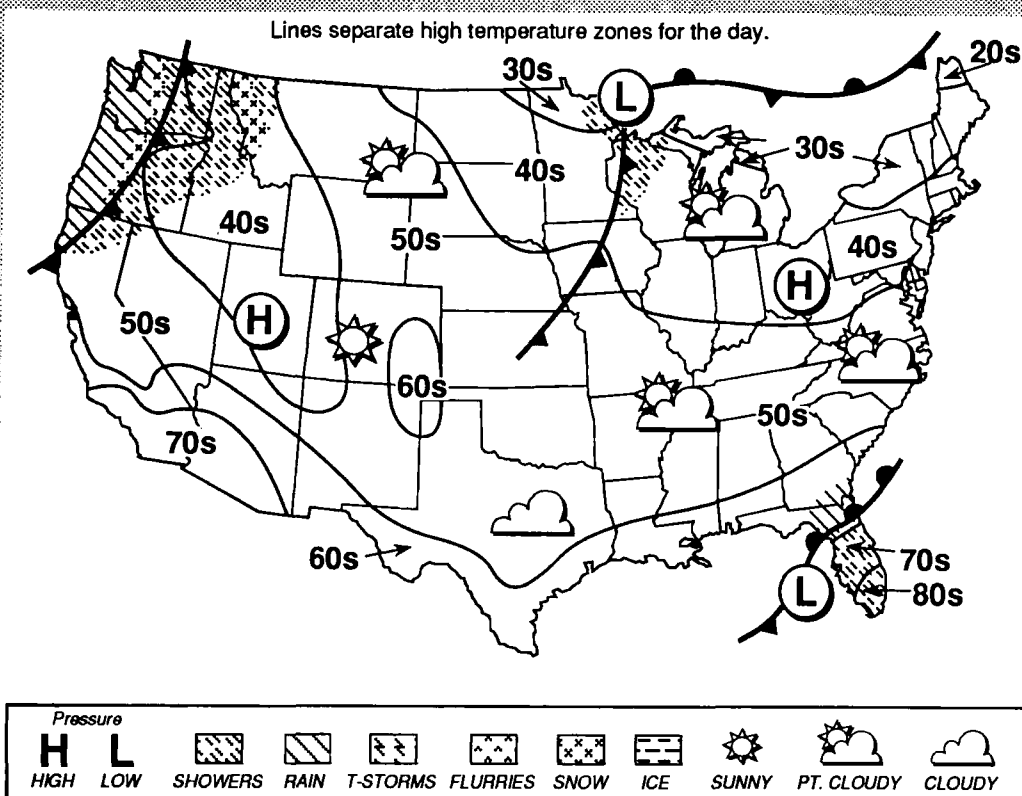 Lines separate high temperature zones for the day.
20s
30s
L
30s
40s
40s
50s
40s
H
50s
H
60s
50s
70s
60s
70s
L
80s
Pressure
H L
HIGH LOW SHOWERS RAIN T-STORMS FLURRIES SNOW ICE SUNNY PT. CLOUDY CLOUDY